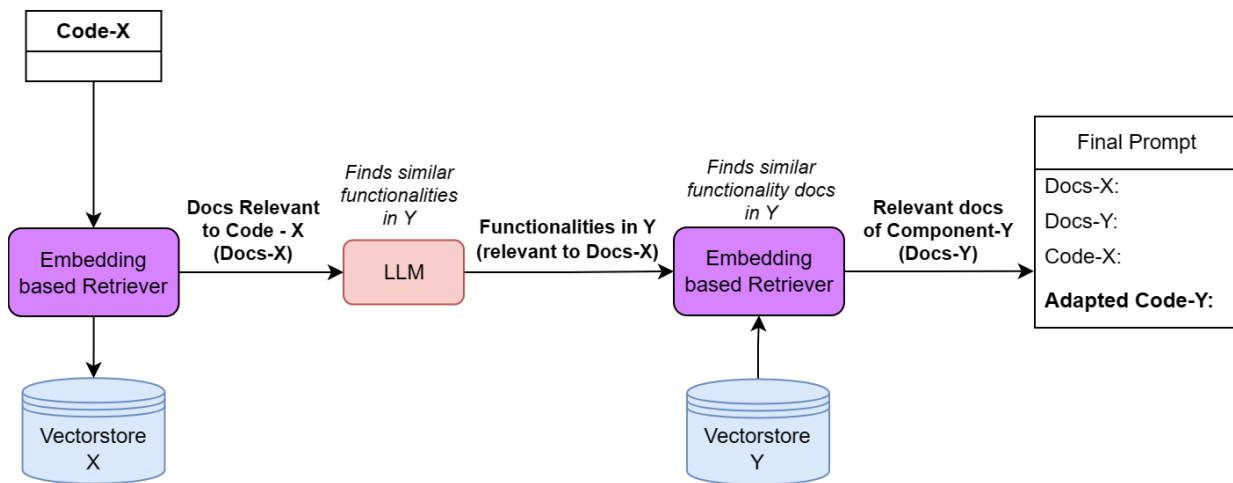 Code-X
Embedding
based Retriever
Vectorstore
X
Docs Relevant
to Code - X
(Docs-X)
Finds similar
functionalities
in Y
LLM
Functionalities in Y
(relevant to Docs-X)
Finds similar
functionality docs
in Y
Embedding
based Retriever
Vectorstore
Y
Relevant docs
of Component-Y
(Docs-Y)
Final Prompt
Docs-X:
Docs-Y:
Code-X:
Adapted Code-Y: